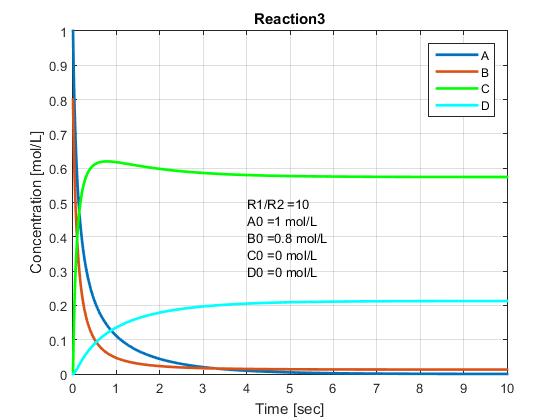 Reaction3
1
0.9
0.8
0.7
0.6
0.5
0.4
0.3
0.2
0.1
0
Concentration [mol/L]
A
B
C
D
R1/R2 =10
A0 =1 mol/L
B0 =0.8 mol/L
C0 =0 mol/L
D0 =0 mol/L
0 1 2 3 4 5 6 7 8 9 10
Time [sec]